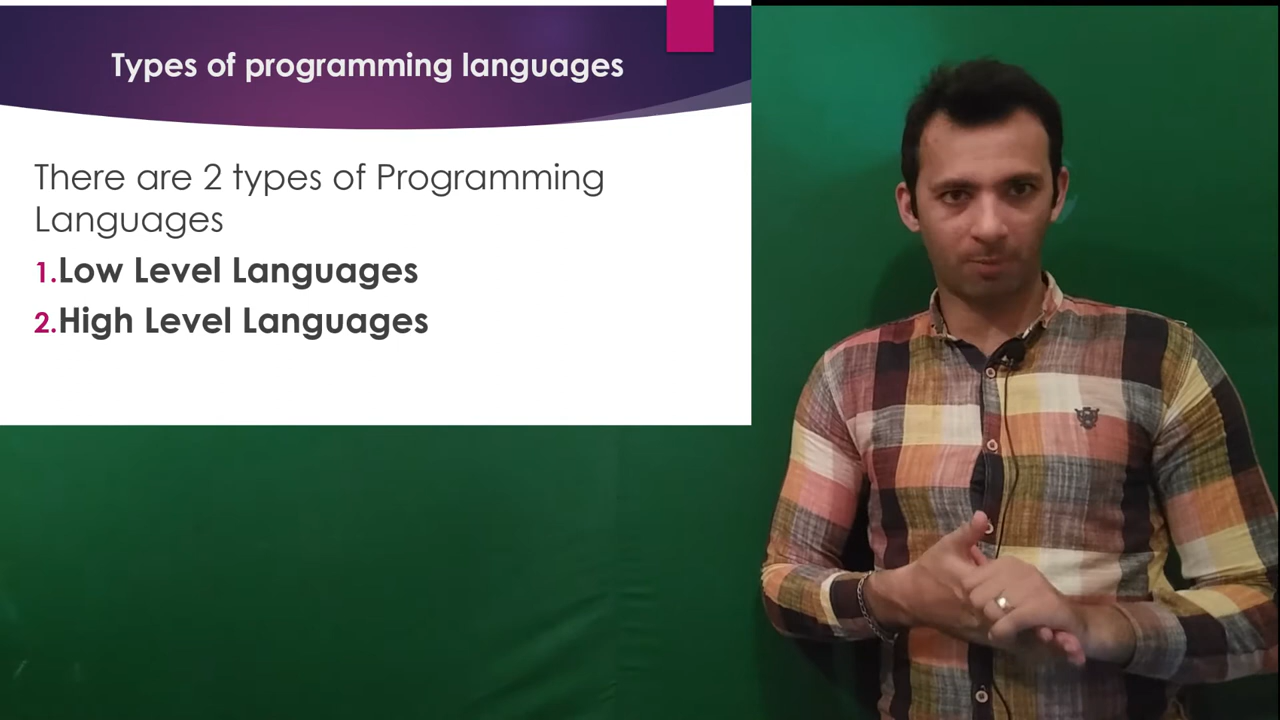 Types of programming languages
There are 2 types of Programming
Languages
1.Low Level Languages
2.High Level Languages